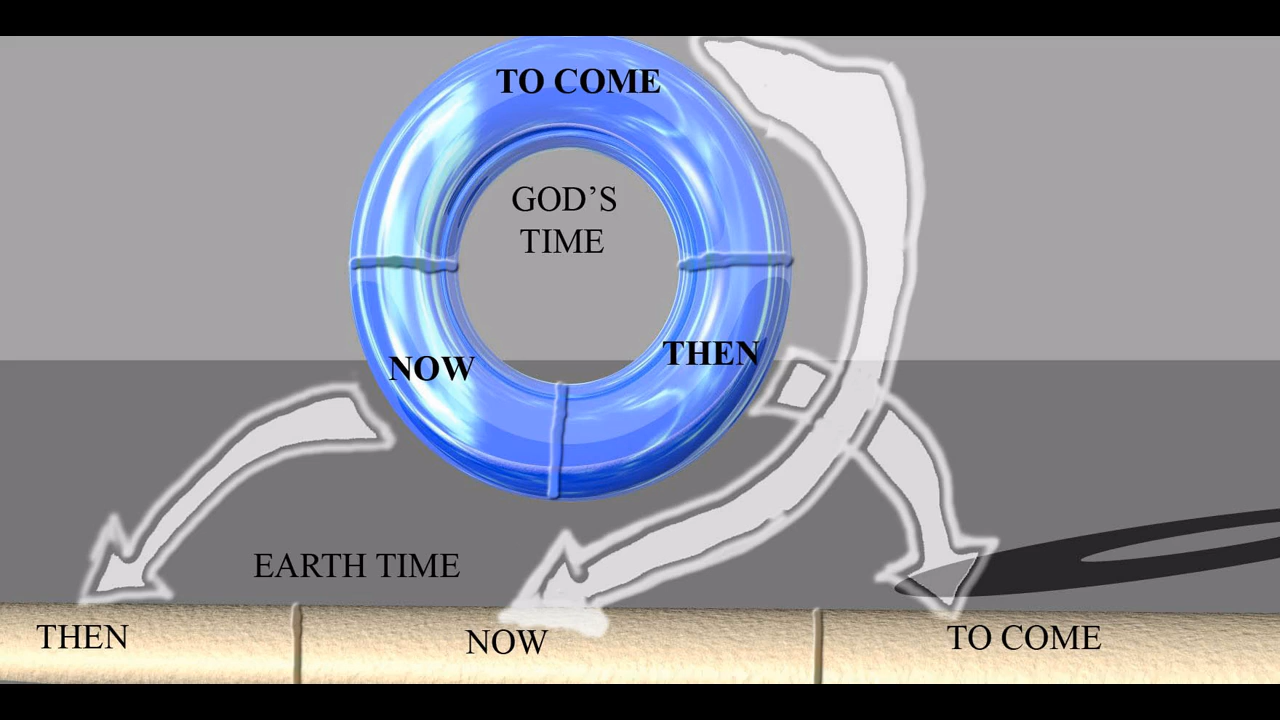 TO COME
GOD’S
TIME
NOW
THEN
EARTH TIME
THEN
NOW
TO COME